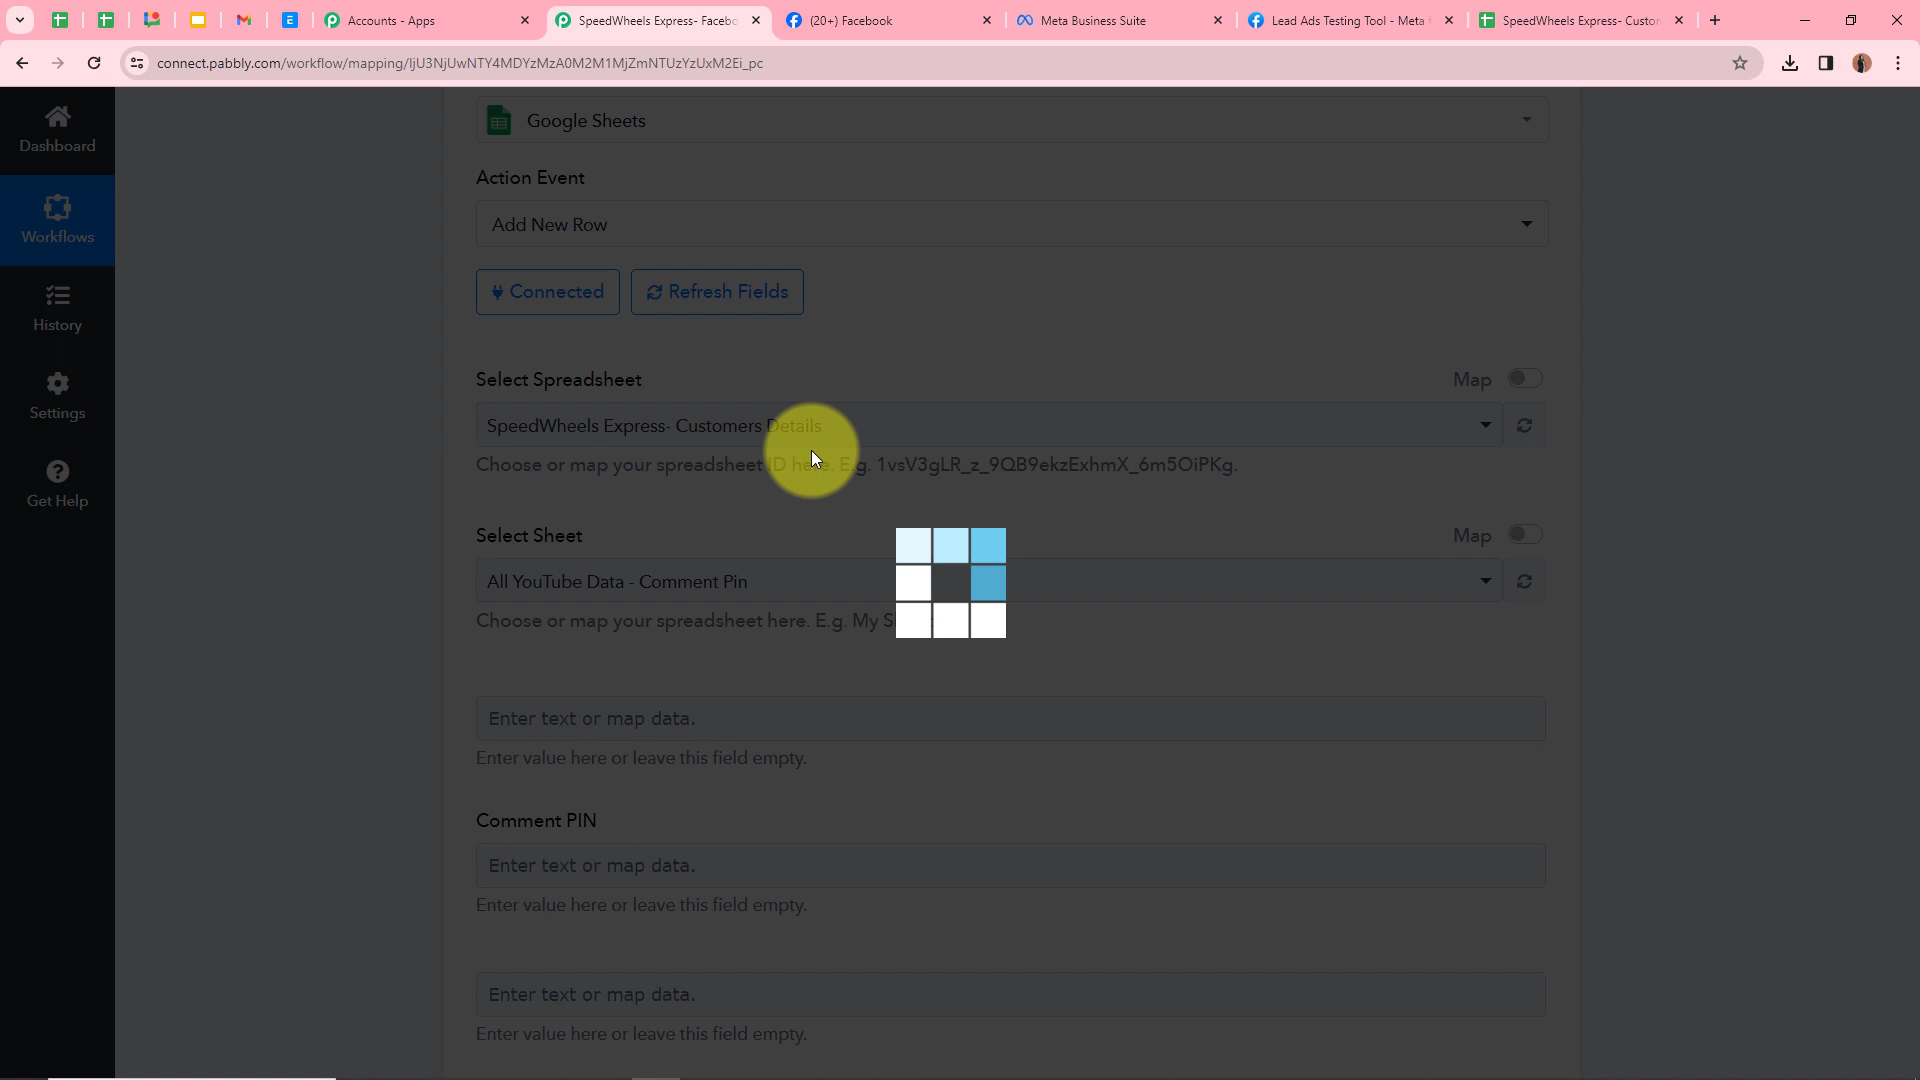 Accounts - Apps
SpeedWheels Express- Facebo
(20+) Facebook
Meta Business Suite
Lead Ads Testing Tool - Meta f
SpeedWheels Express- Custom
connect.pabbly.com/workflow/mapping/IjU3NjUwNTY4MDYzMzA0M2M1MjZmNTUzYzUxM2Ei_pc
Dashboard
Workflows
History
Settings
Get Help
Google Sheets
Action Event
Add New Row
Connected
Refresh Fields
Select Spreadsheet
Map
SpeedWheels Express- Customers Details
Choose or map your spreadsheet ID here. E.g. 1vsV3gLR_z_9QB9ekzExhmX_6m5OiPKg.
Select Sheet
Map
All YouTube Data - Comment Pin
Choose or map your spreadsheet here. E.g. My S
Enter text or map data.
Enter value here or leave this field empty.
Comment PIN
Enter text or map data.
Enter value here or leave this field empty.
Enter text or map data.
Enter value here or leave this field empty.